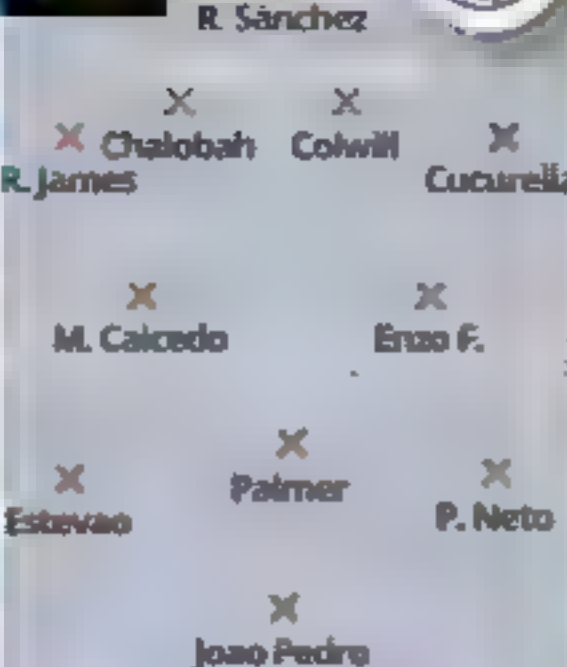 R. Sánchez
Chalobah Colwill
R. James Cucurella
M. Caicedo Enzo F.
Palmer
Estevao P. Neto
Joao Pedro